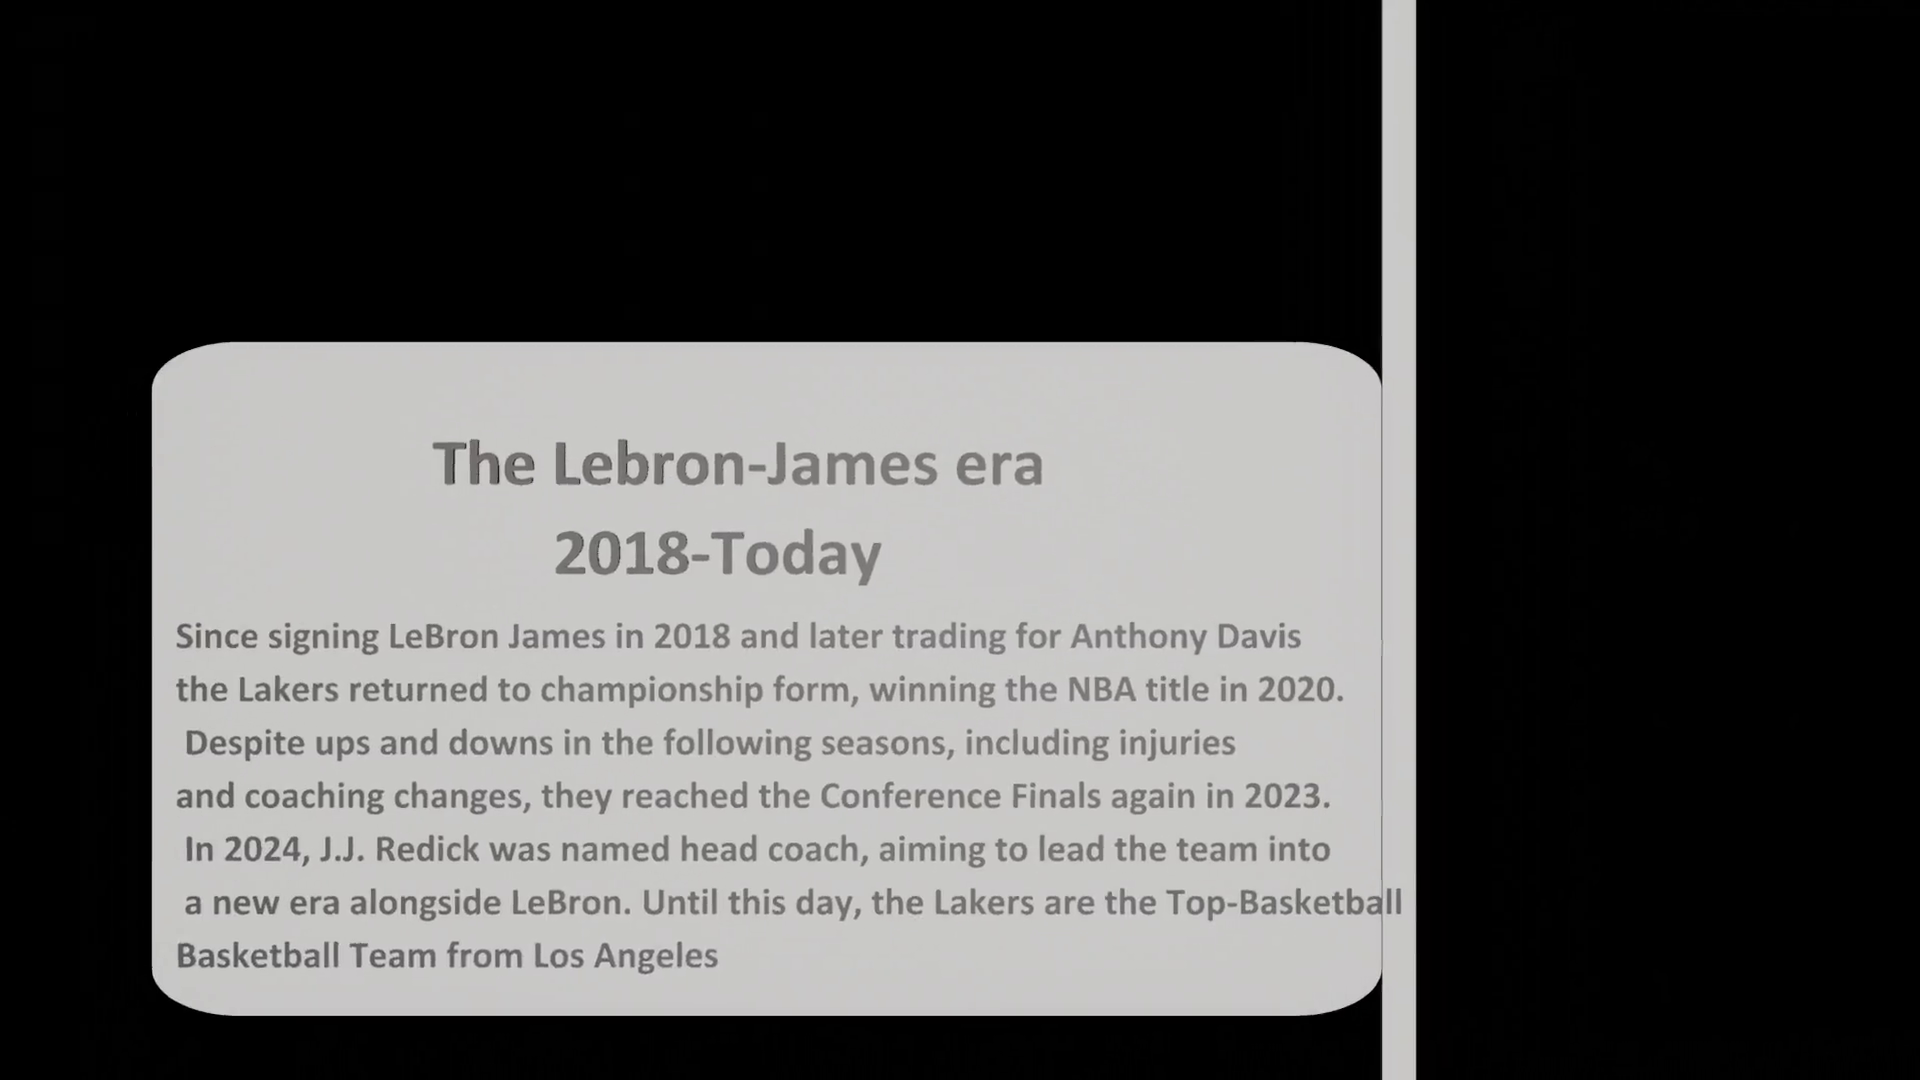 The Lebron-James era
2018-Today
Since signing LeBron James in 2018 and later trading for Anthony Davis
the Lakers returned to championship form, winning the NBA title in 2020.
Despite ups and downs in the following seasons, including injuries
and coaching changes, they reached the Conference Finals again in 2023.
In 2024, J.J. Redick was named head coach, aiming to lead the team into
a new era alongside LeBron. Until this day, the Lakers are the Top-Basketball
Basketball Team from Los Angeles